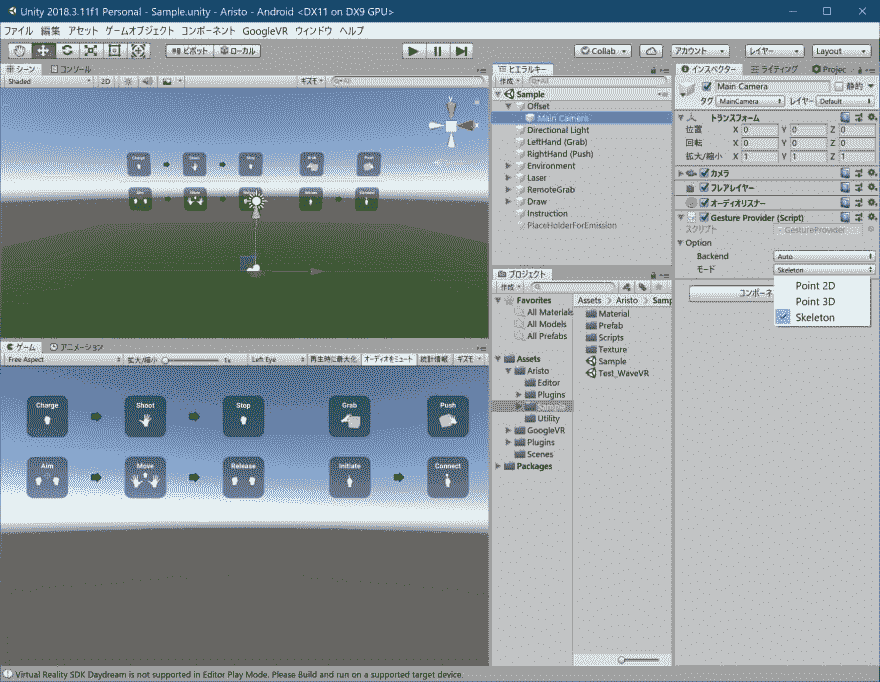 Unity 2018.3.11f1 Personal - Sample.unity - Aristo - Android <DX11 on DX9 GPU>
ファイル 編集 アセット ゲームオブジェクト コンポーネント GoogleVR ウィンドウ ヘルプ
ピボット ローカル Collab アカウント レイヤー Layout
シーン コンソール
Shaded 2D ギズモ All
Charge Shoot Stop Grab Push
ヒエラルキー
作成 All
Sample
Offset
Main Camera
Directional Light
LeftHand (Grab)
RightHand (Push)
Environment
Laser
RemoteGrab
Draw
Instruction
PlaceHolderForEmission
インスペクター ライティング Projec
Main Camera 静的
タグ MainCamera レイヤー Default
トランスフォーム
位置 X 0 Y 0 Z 0
回転 X 0 Y 0 Z 0
拡大/縮小 X 1 Y 1 Z 1
カメラ
フレアレイヤー
オーディオリスナー
Gesture Provider (Script)
スクリプト GestureProvider
Option
Backend Auto
モード Skeleton
Point 2D
Point 3D
Skeleton
コンポーネ
プロジェクト
作成
Favorites
All Materials
All Models
All Prefabs
Assets
Aristo
Editor
Plugins
Sample
Utility
GoogleVR
Plugins
Scenes
Packages
Assets Aristo Samp
Material
Prefab
Scripts
Texture
Sample
Test_WaveVR
ゲーム アニメーション
Free Aspect 拡大/縮小 1x Left Eye 再生時に最大化 オーディオをミュート 統計情報 ギズモ
Charge Shoot Stop Grab Push
Aim Move Release Initiate Connect
Virtual Reality SDK Daydream is not supported in Editor Play Mode. Please Build and run on a supported target device.